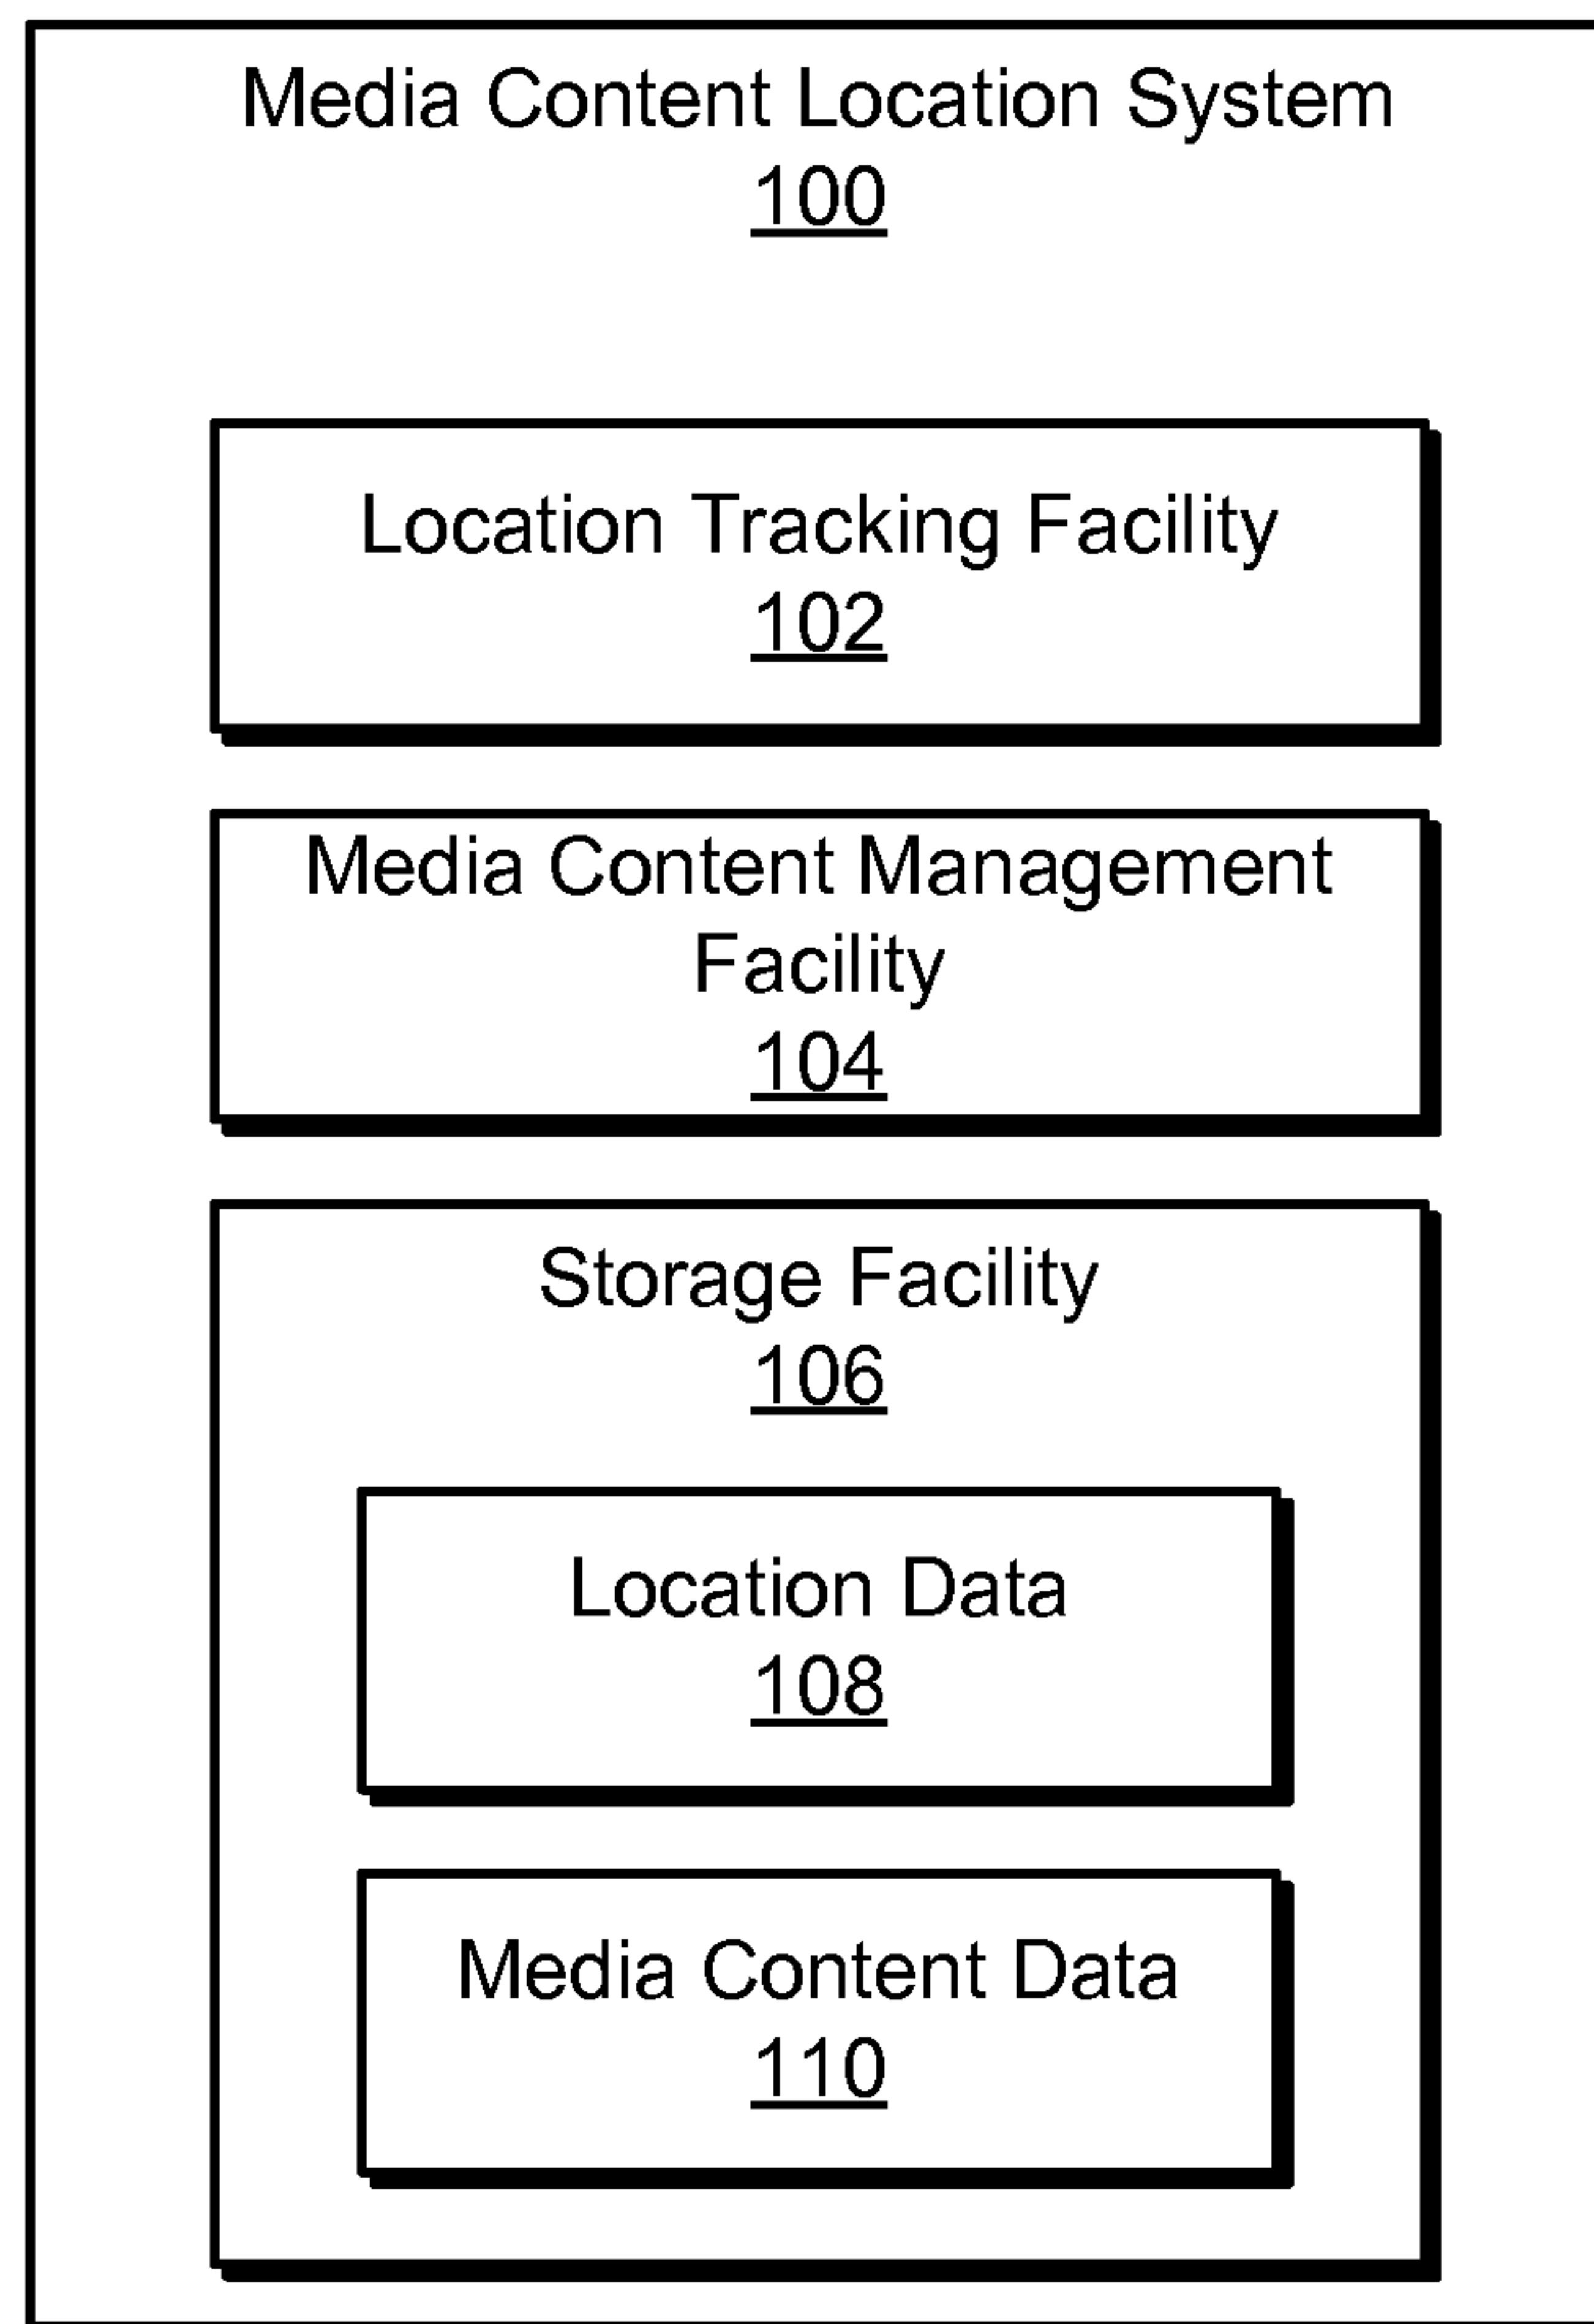 Media Content Location System
100
Location Tracking Facility
102
Media Content Management
Facility
104
Storage Facility
106
Location Data
108
Media Content Data
110